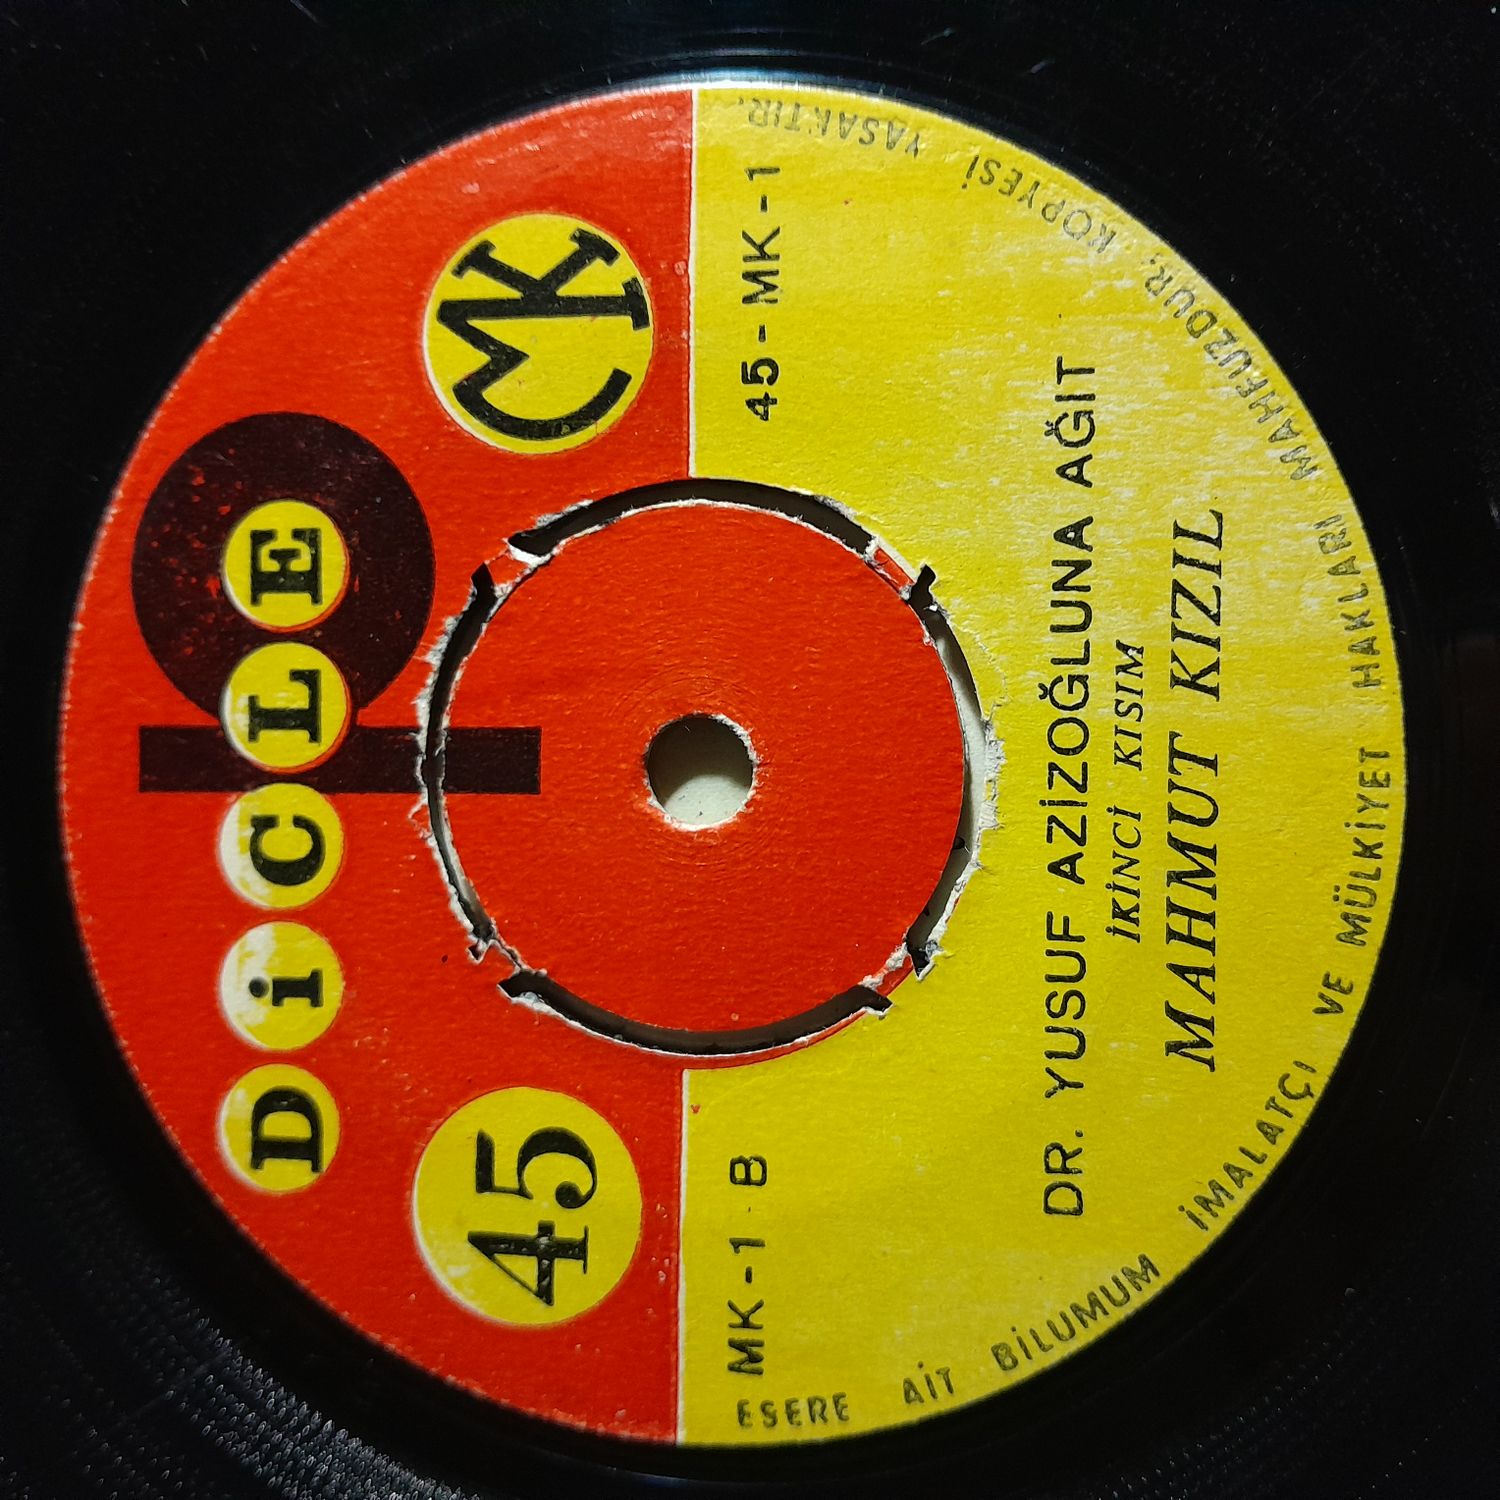 DiCLE
45
MK
MK-1 B
45-MK-1
DR. YUSUF AZİZOĞLUNA AĞIT
İKİNCİ KISIM
MAHMUT KIZIL
ESERE AİT BİLUMUM İMALATÇI VE MÜLKİYET HAKLARI MAHFUZDUR, KOPYESİ YASAKTIR.